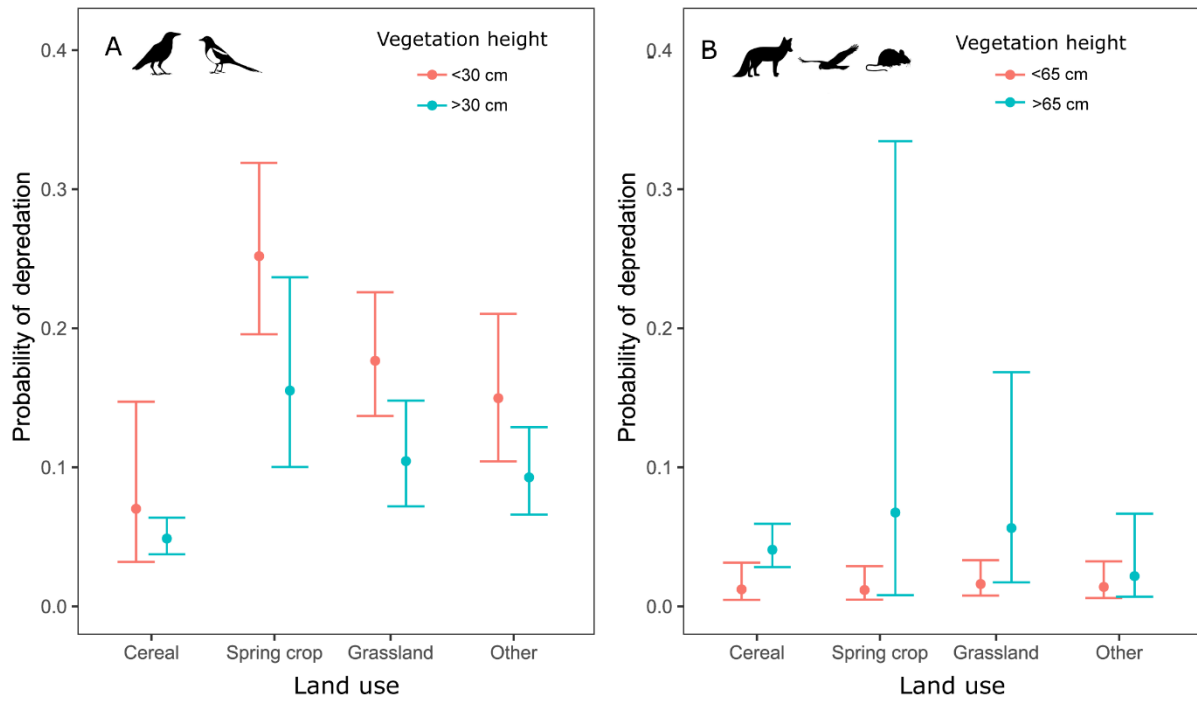 A
Vegetation height
<30 cm
>30 cm
0.4
0.3
0.2
0.1
0.0
Probability of depredation
Cereal Spring crop Grassland Other
Land use
B
Vegetation height
<65 cm
>65 cm
0.4
0.3
0.2
0.1
0.0
Probability of depredation
Cereal Spring crop Grassland Other
Land use